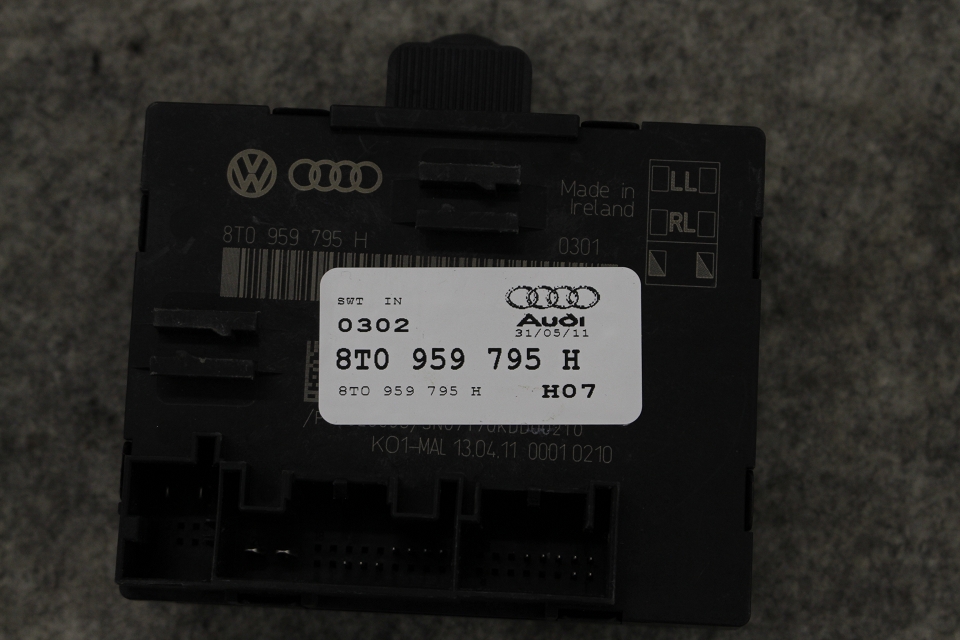 Made in
Ireland
LL
RL
8T0 959 795 H
0301
SWT IN
0302
Audi
31/05/11
8T0 959 795 H
8T0 959 795 H
H07
K01-MAL 13.04.11 0001 0210